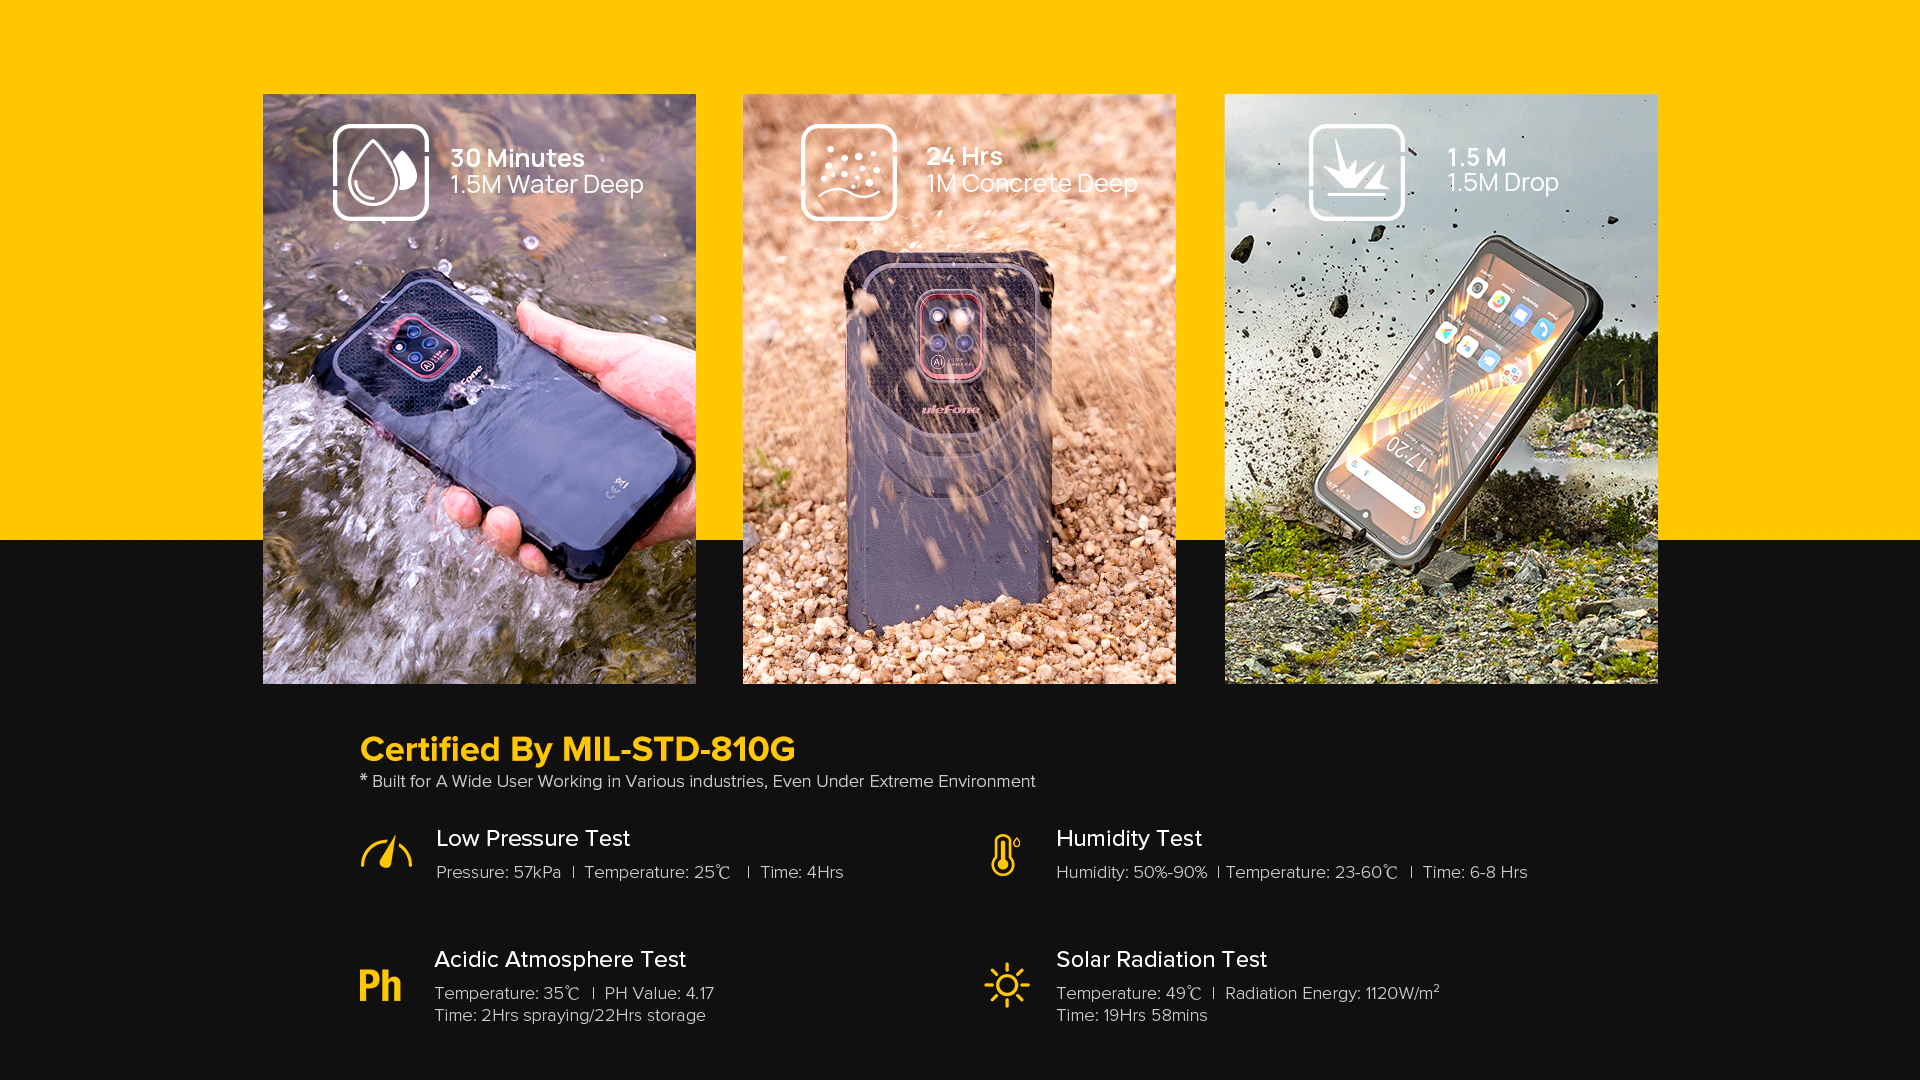 30 Minutes
1.5M Water Deep
24 Hrs
1M Concrete Deep
1.5 M
1.5M Drop
AI
uleFone
17:20
Certified By MIL-STD-810G
* Built for A Wide User Working in Various industries, Even Under Extreme Environment
Low Pressure Test
Pressure: 57kPa | Temperature: 25℃ | Time: 4Hrs
Humidity Test
Humidity: 50%-90% | Temperature: 23-60℃ | Time: 6-8 Hrs
Ph
Acidic Atmosphere Test
Temperature: 35℃ | PH Value: 4.17
Time: 2Hrs spraying/22Hrs storage
Solar Radiation Test
Temperature: 49℃ | Radiation Energy: 1120W/m²
Time: 19Hrs 58mins